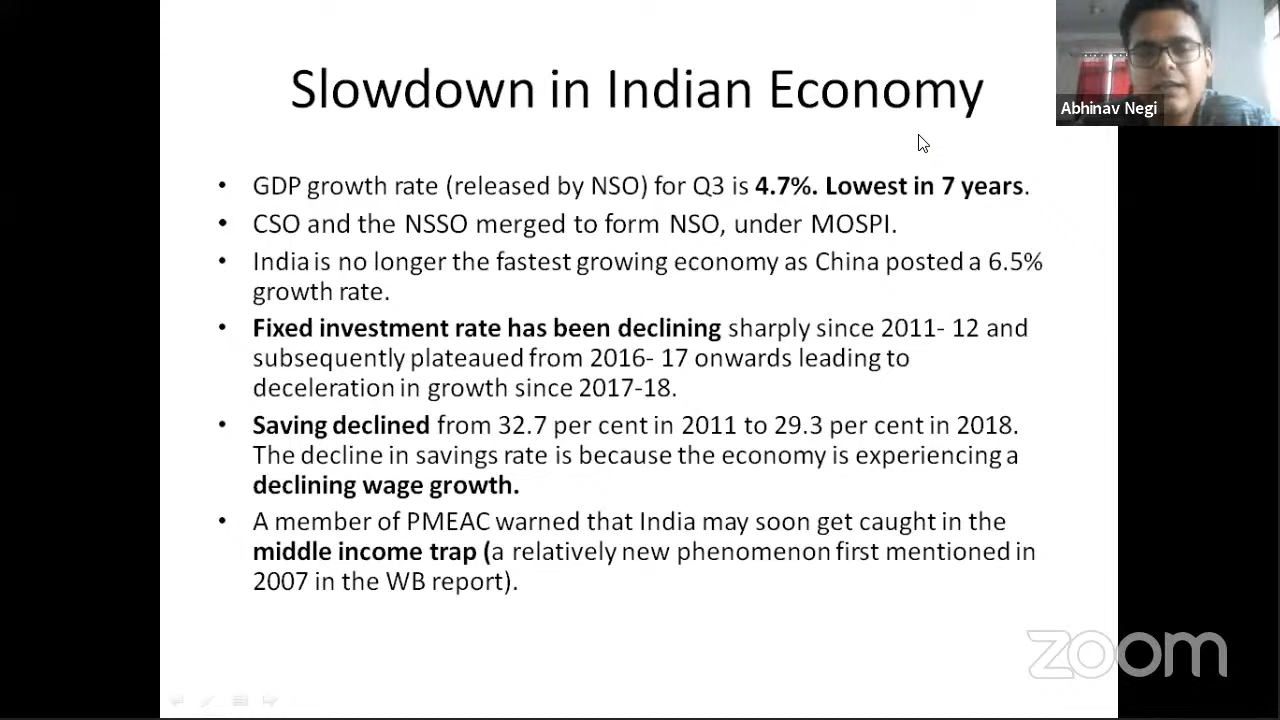 Slowdown in Indian Economy
Abhinav Negi
• GDP growth rate (released by NSO) for Q3 is 4.7%. Lowest in 7 years.
• CSO and the NSSO merged to form NSO, under MOSPI.
• India is no longer the fastest growing economy as China posted a 6.5%
growth rate.
• Fixed investment rate has been declining sharply since 2011- 12 and
subsequently plateaued from 2016- 17 onwards leading to
deceleration in growth since 2017-18.
• Saving declined from 32.7 per cent in 2011 to 29.3 per cent in 2018.
The decline in savings rate is because the economy is experiencing a
declining wage growth.
• A member of PMEAC warned that India may soon get caught in the
middle income trap (a relatively new phenomenon first mentioned in
2007 in the WB report).
zoom